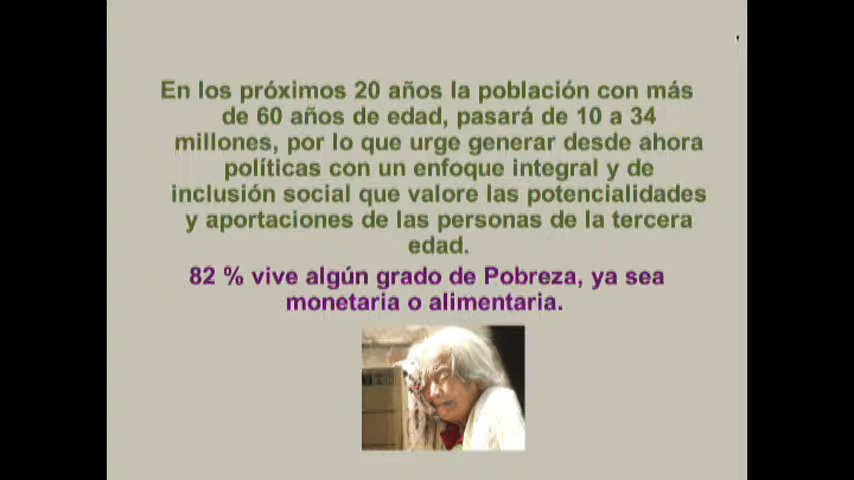 En los próximos 20 años la población con más
de 60 años de edad, pasará de 10 a 34
millones, por lo que urge generar desde ahora
políticas con un enfoque integral y de
inclusión social que valore las potencialidades
y aportaciones de las personas de la tercera
edad.
82 % vive algún grado de Pobreza, ya sea
monetaria o alimentaria.